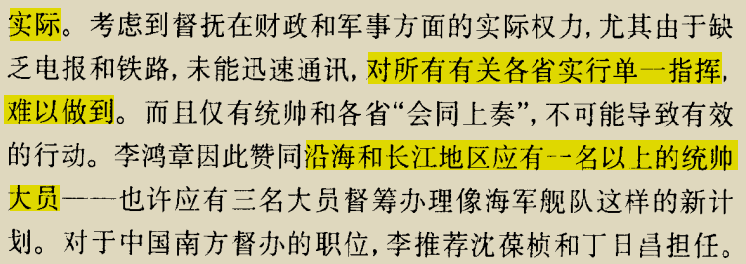 实际。考虑到督抚在财政和军事方面的实际权力,尤其由于缺
乏电报和铁路,未能迅速通讯,对所有有关各省实行单一指挥,
难以做到。而且仅有统帅和各省“会同上奏”,不可能导致有效
的行动。李鸿章因此赞同沿海和长江地区应有一名以上的统帅
大员——也许应有三名大员督筹办理像海军舰队这样的新计
划。对于中国南方督办的职位,李推荐沈葆桢和丁日昌担任。